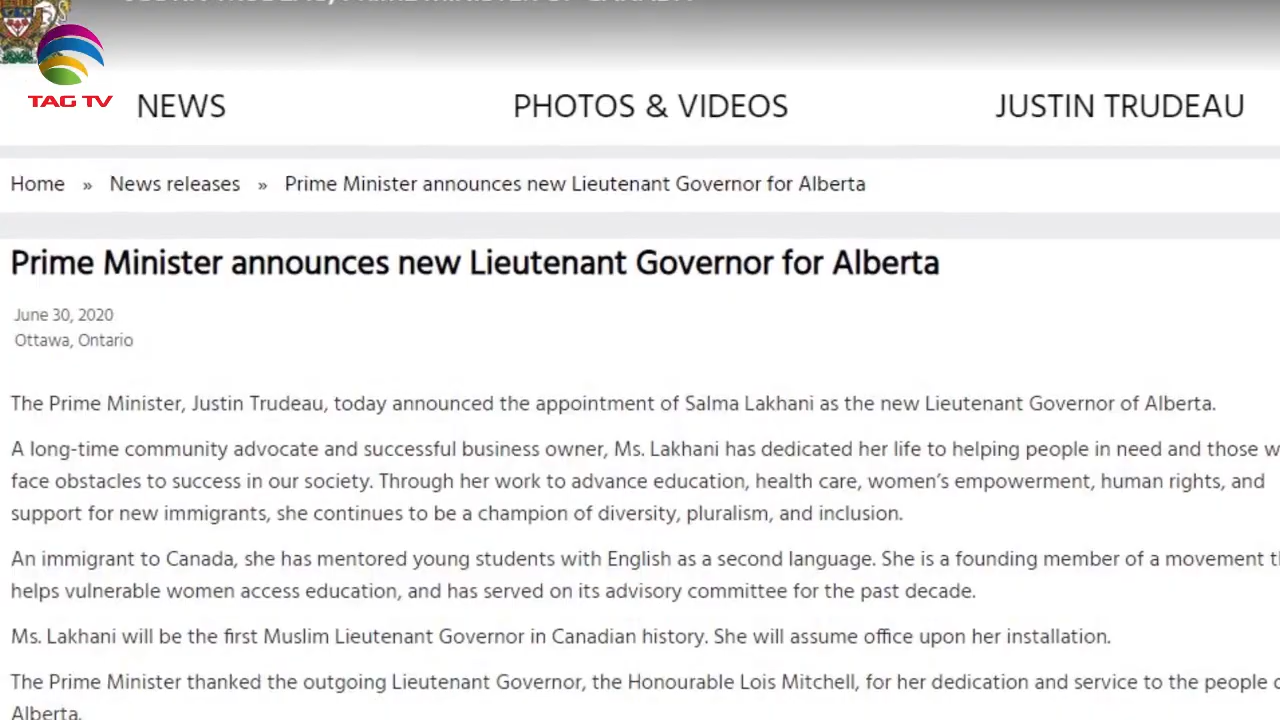 JUSTIN TRUDEAU, PRIME MINISTER OF CANADA
TAG TV
NEWS PHOTOS & VIDEOS JUSTIN TRUDEAU
Home » News releases » Prime Minister announces new Lieutenant Governor for Alberta
Prime Minister announces new Lieutenant Governor for Alberta
June 30, 2020
Ottawa, Ontario
The Prime Minister, Justin Trudeau, today announced the appointment of Salma Lakhani as the new Lieutenant Governor of Alberta.
A long-time community advocate and successful business owner, Ms. Lakhani has dedicated her life to helping people in need and those w
face obstacles to success in our society. Through her work to advance education, health care, women’s empowerment, human rights, and
support for new immigrants, she continues to be a champion of diversity, pluralism, and inclusion.
An immigrant to Canada, she has mentored young students with English as a second language. She is a founding member of a movement t
helps vulnerable women access education, and has served on its advisory committee for the past decade.
Ms. Lakhani will be the first Muslim Lieutenant Governor in Canadian history. She will assume office upon her installation.
The Prime Minister thanked the outgoing Lieutenant Governor, the Honourable Lois Mitchell, for her dedication and service to the people o
Alberta.